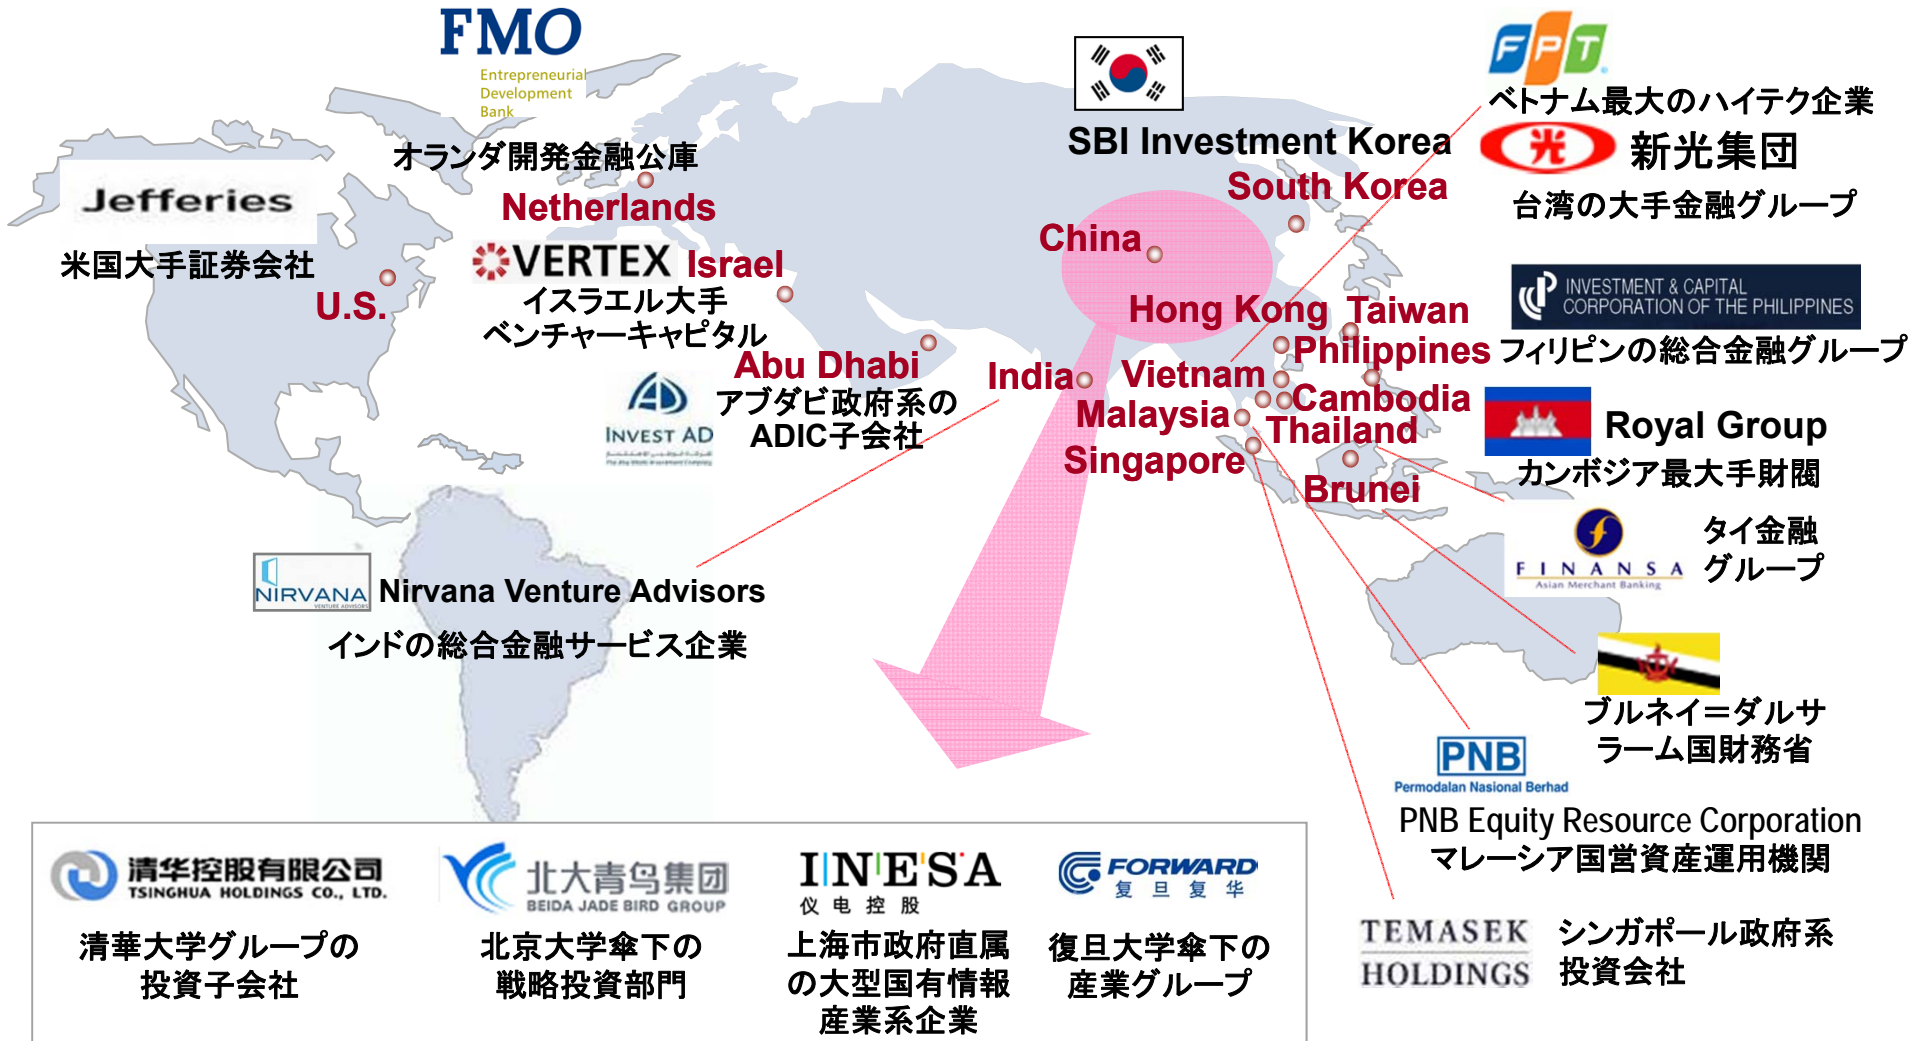 FMO
Entrepreneurial
Development
Bank
オランダ開発金融公庫
Netherlands
Jefferies
米国大手証券会社
U.S.
VERTEX
Israel
イスラエル大手
ベンチャーキャピタル
Abu Dhabi
アブダビ政府系の
ADIC子会社
INVEST AD
SBI Investment Korea
South Korea
China
Hong Kong
Taiwan
Philippines
India
Vietnam
Cambodia
Malaysia
Thailand
Singapore
Brunei
FPT
ベトナム最大のハイテク企業
光
新光集団
台湾の大手金融グループ
INVESTMENT & CAPITAL
CORPORATION OF THE PHILIPPINES
フィリピンの総合金融グループ
Royal Group
カンボジア最大手財閥
FINANSA
Asian Merchant Banking
タイ金融
グループ
ブルネイ＝ダルサ
ラーム国財務省
PNB
Permodalan Nasional Berhad
PNB Equity Resource Corporation
マレーシア国営資産運用機関
TEMASEK
HOLDINGS
シンガポール政府系
投資会社
NIRVANA
VENTURE ADVISORS
Nirvana Venture Advisors
インドの総合金融サービス企業
清华控股有限公司
TSINGHUA HOLDINGS CO., LTD.
清華大学グループの
投資子会社
北大青鸟集团
BEIDA JADE BIRD GROUP
北京大学傘下の
戦略投資部門
INESA
仪电控股
上海市政府直属
の大型国有情報
産業系企業
FORWARD
复旦复华
復旦大学傘下の
産業グループ